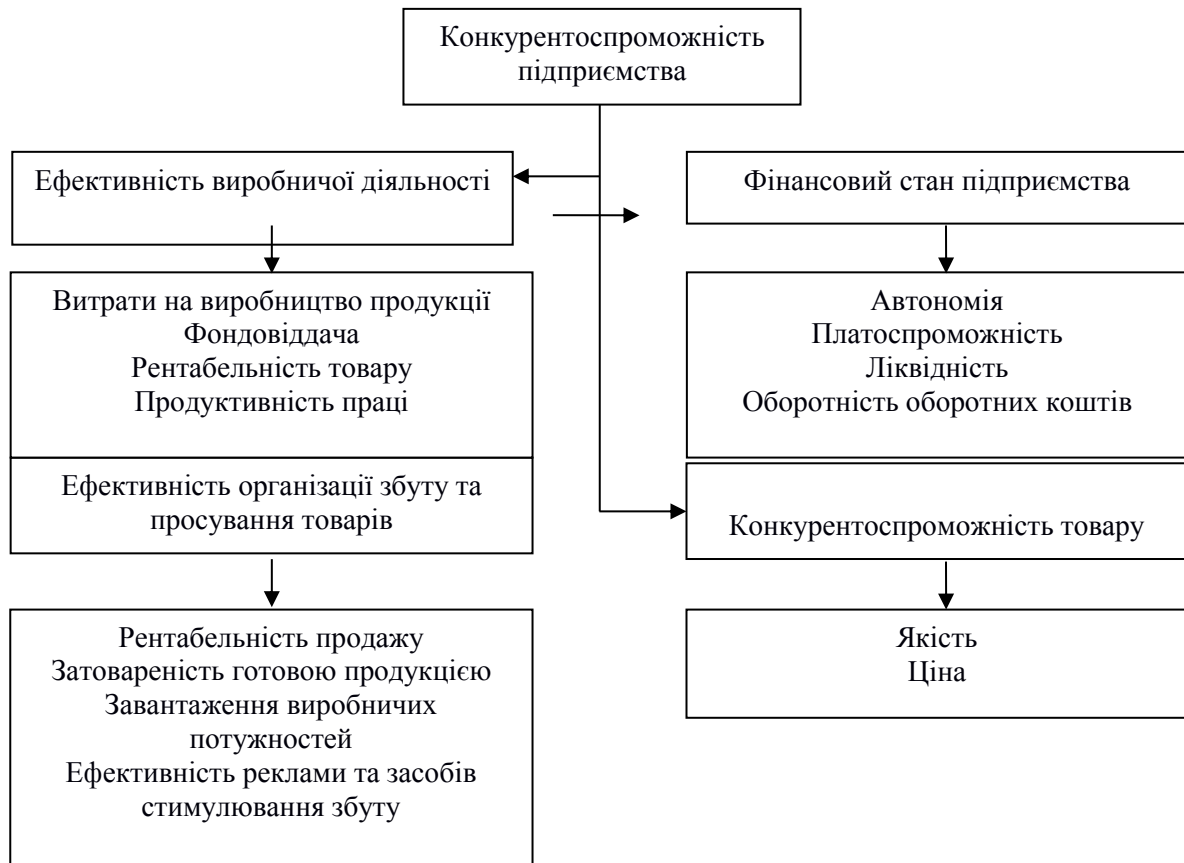 Конкурентоспроможність
підприємства
Ефективність виробничої діяльності
Фінансовий стан підприємства
Витрати на виробництво продукції
Фондовіддача
Рентабельність товару
Продуктивність праці
Автономія
Платоспроможність
Ліквідність
Оборотність оборотних коштів
Ефективність організації збуту та
просування товарів
Конкурентоспроможність товару
Рентабельність продажу
Затовареність готовою продукцією
Завантаження виробничих
потужностей
Ефективність реклами та засобів
стимулювання збуту
Якість
Ціна